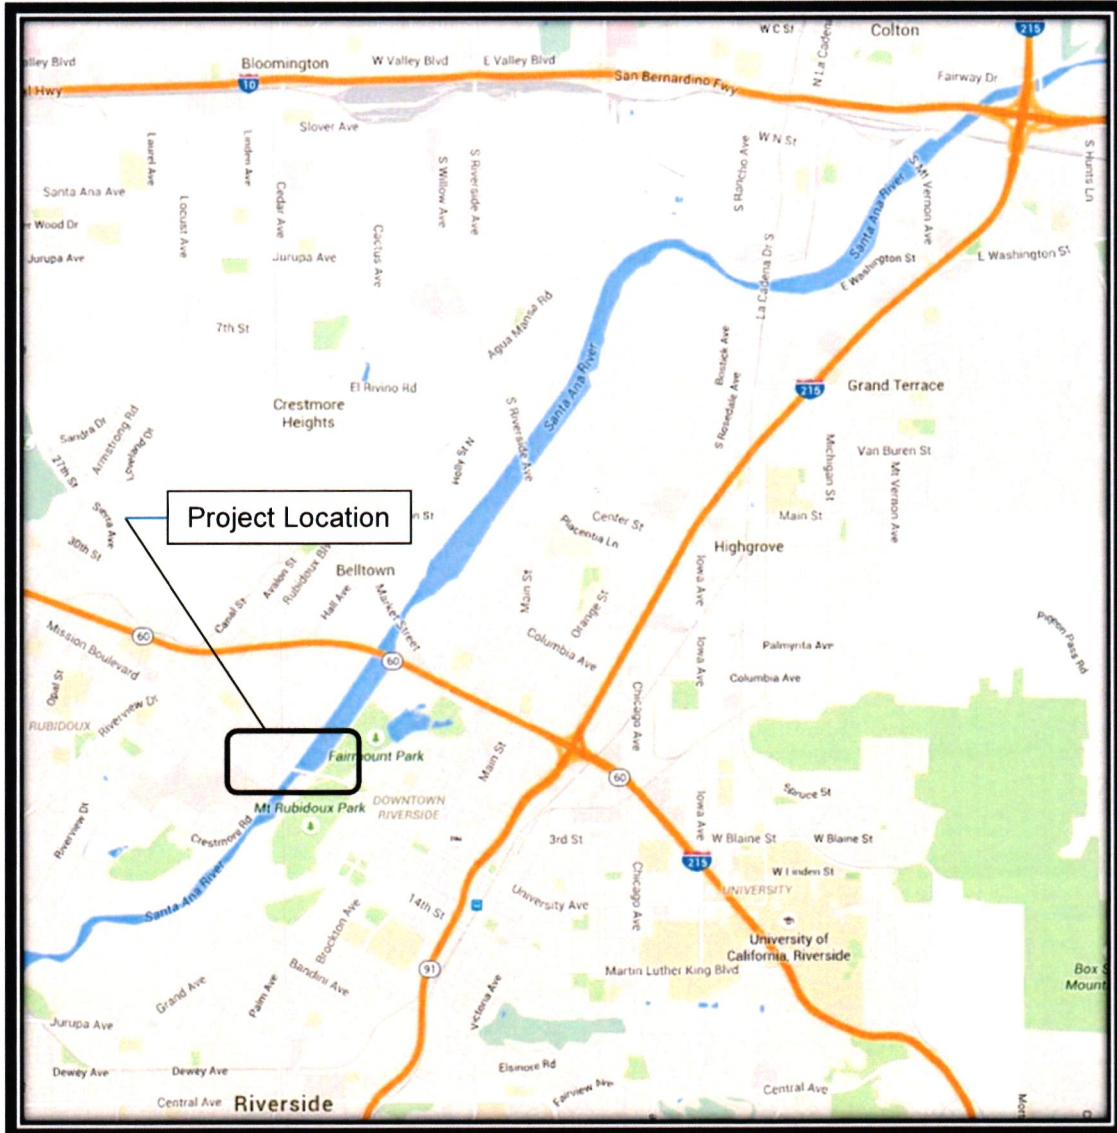 W C St
Colton
215
alley Blvd
Bloomington
W Valley Blvd
E Valley Blvd
N La Cadena
Fairway Dr
San Bernardino Fwy
10
l Hwy
Slover Ave
Laurel Ave
Linden Ave
W N St
S Hunts Ln
S Rancho Ave
S Riverside Ave
S Willow Ave
S Mt Vernon Ave
Santa Ana Ave
Locust Ave
Cedar Ave
Santa Ana River
er Wood Dr
Cactus Ave
Jurupa Ave
Jurupa Ave
La Cadena Dr S
E Washington St
E Washington St
7th St
Agua Mansa Rd
Bostick Ave
El Rivino Rd
Santa Ana River
215
Grand Terrace
Crestmore
Heights
S Rosedale Ave
S Riverside Ave
Sandra Dr
Armstrong Rd
Loveland Dr
Holly St N
Michigan St
Van Buren St
27th St
Mt Vernon Ave
Sierra Ave
Project Location
n St
Center St
Placentia Ln
Main St
30th St
Highgrove
Avalon St
Rubidoux Blv
Belltown
Iowa Ave
Main St
Orange St
Hall Ave
Canal St
Market Street
Pigeon Pass Rd
60
Mission Boulevard
60
Columbia Ave
Iowa Ave
Palmyrita Ave
Columbia Ave
Opal St
Riverview Dr
Chicago Ave
RUBIDOUX
Main St
Fairmount Park
60
Spruce St
Mt Rubidoux Park
DOWNTOWN
RIVERSIDE
Iowa Ave
Riverview Dr
Crestmore Rd
3rd St
W Blaine St
W Blaine St
215
W Linden St
Chicago Ave
UNIVERSITY
Santa Ana River
14th St
University Ave
Brockton Ave
University of
California, Riverside
91
Bandini Ave
Martin Luther King Blvd
Box S
Mount
Grand Ave
Palm Ave
Victoria Ave
Jurupa Ave
Dewey Ave
Dewey Ave
Elsinore Rd
Fairview Ave
Central Ave
Central Ave
Riverside
Mor